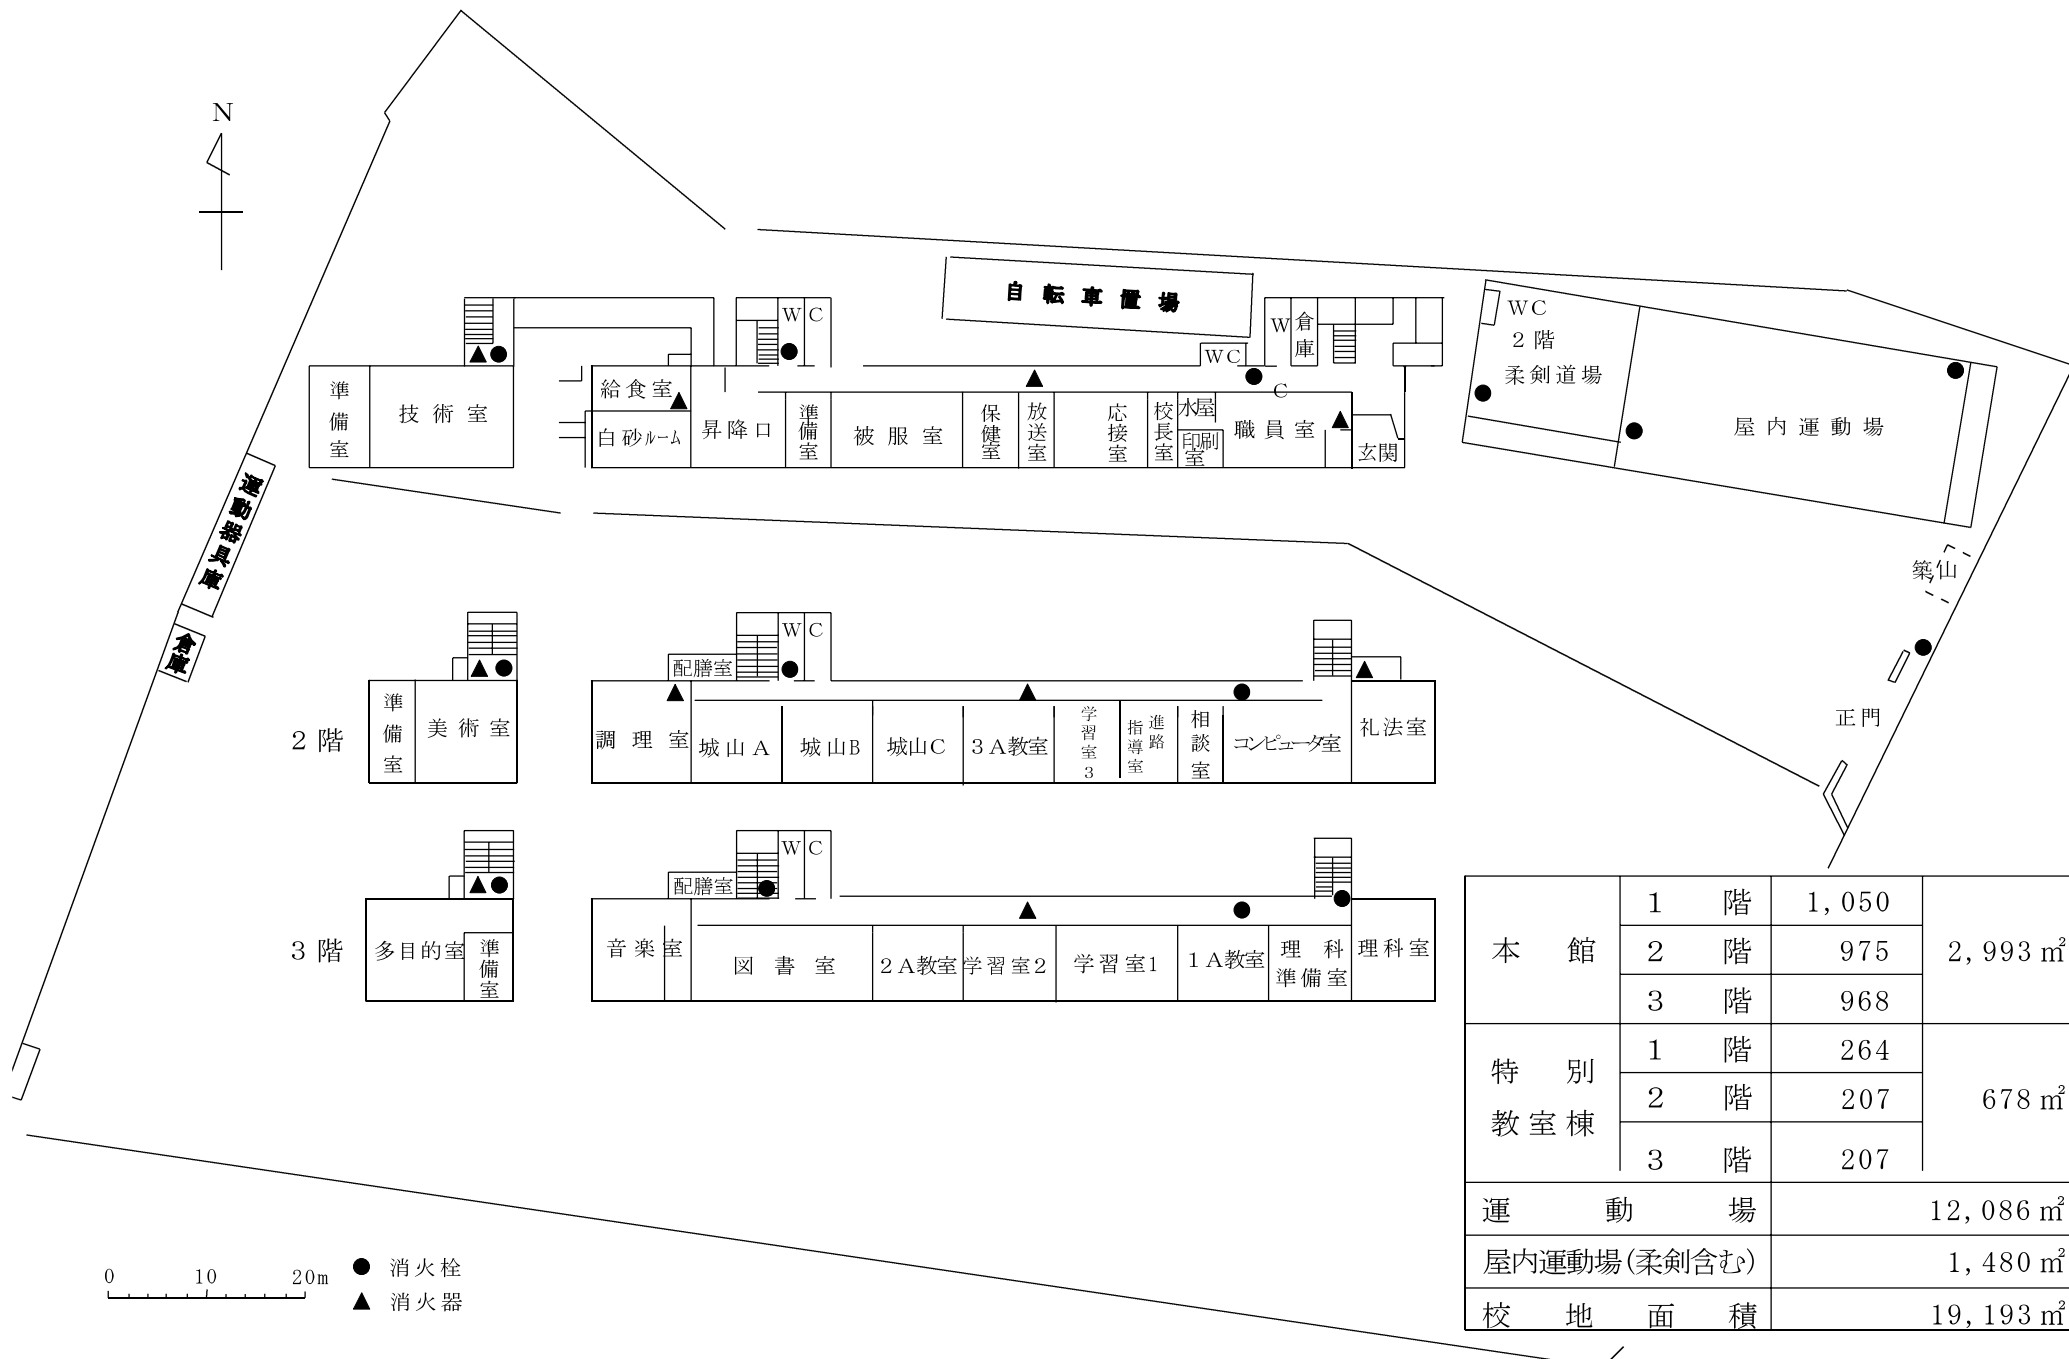 N
自転車置場
WC
WC
WC
倉庫
WC
2階
柔剣道場
屋内運動場
準備室
技術室
給食室
白砂ルーム
昇降口
準備室
被服室
保健室
放送室
応接室
校長室
水屋
印刷室
職員室
玄関
運動器具庫
倉庫
築山
正門
2階
準備室
美術室
配膳室
WC
調理室
城山A
城山B
城山C
3A教室
学習室3
進路指導室
相談室
コンピュータ室
礼法室
3階
多目的室
準備室
配膳室
WC
音楽室
図書室
2A教室
学習室2
学習室1
1A教室
理科準備室
理科室
本館 1階 1,050 2,993㎡
2階 975
3階 968
特別教室棟 1階 264 678㎡
2階 207
3階 207
運動場 12,086㎡
屋内運動場(柔剣含む) 1,480㎡
校地面積 19,193㎡
0 10 20m
● 消火栓
▲ 消火器